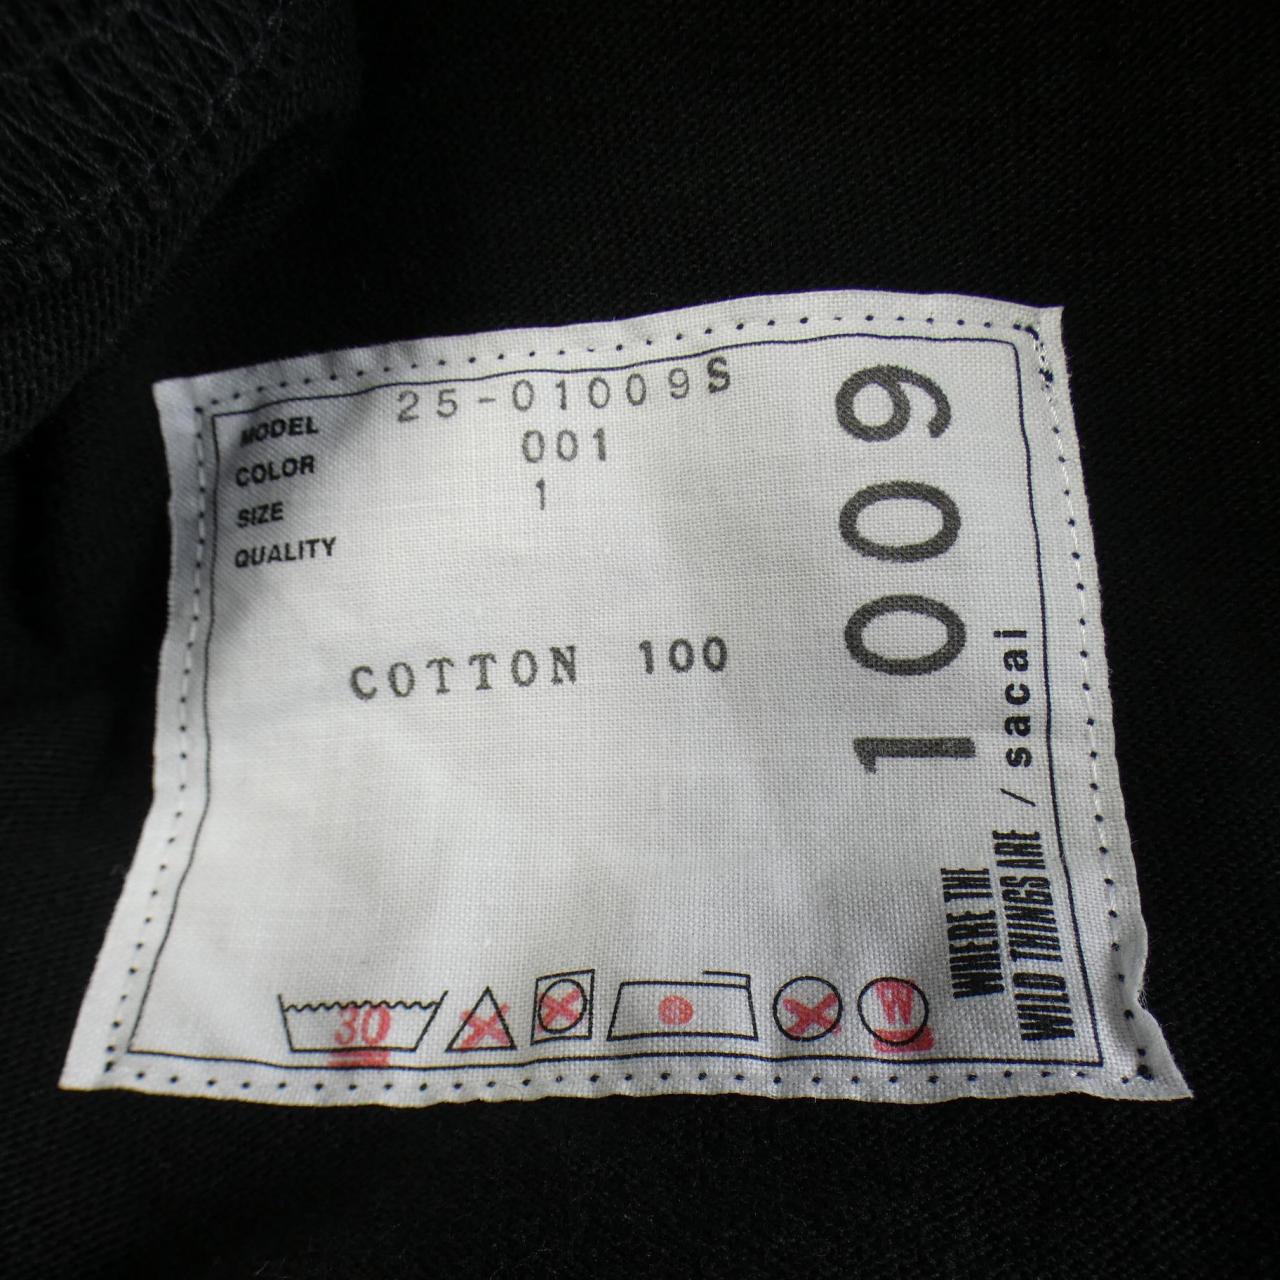 MODEL 25-01009S
COLOR 001
SIZE 1
QUALITY
COTTON 100
1009
WHERE THE
WILD THINGS ARE / sacai
30
W